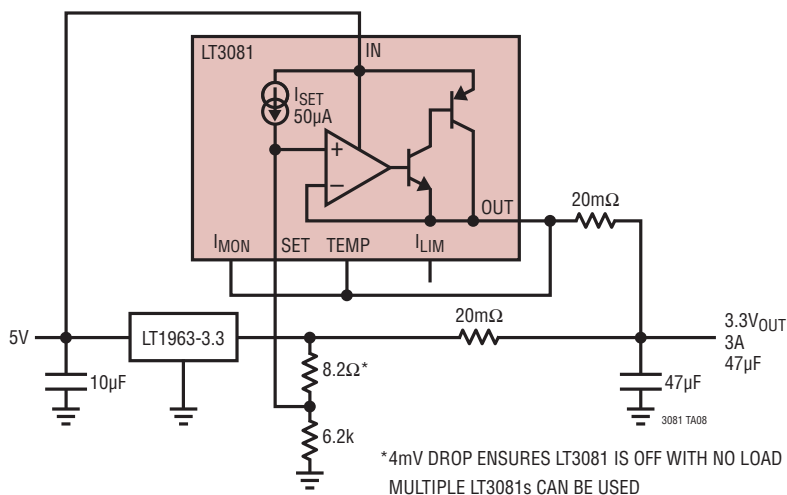 LT3081
IN
ISET
50µA
+
–
OUT
IMON
SET
TEMP
ILIM
20mΩ
5V
LT1963-3.3
20mΩ
3.3VOUT
3A
47µF
10µF
8.2Ω*
6.2k
47µF
3081 TA08
*4mV DROP ENSURES LT3081 IS OFF WITH NO LOAD
MULTIPLE LT3081s CAN BE USED